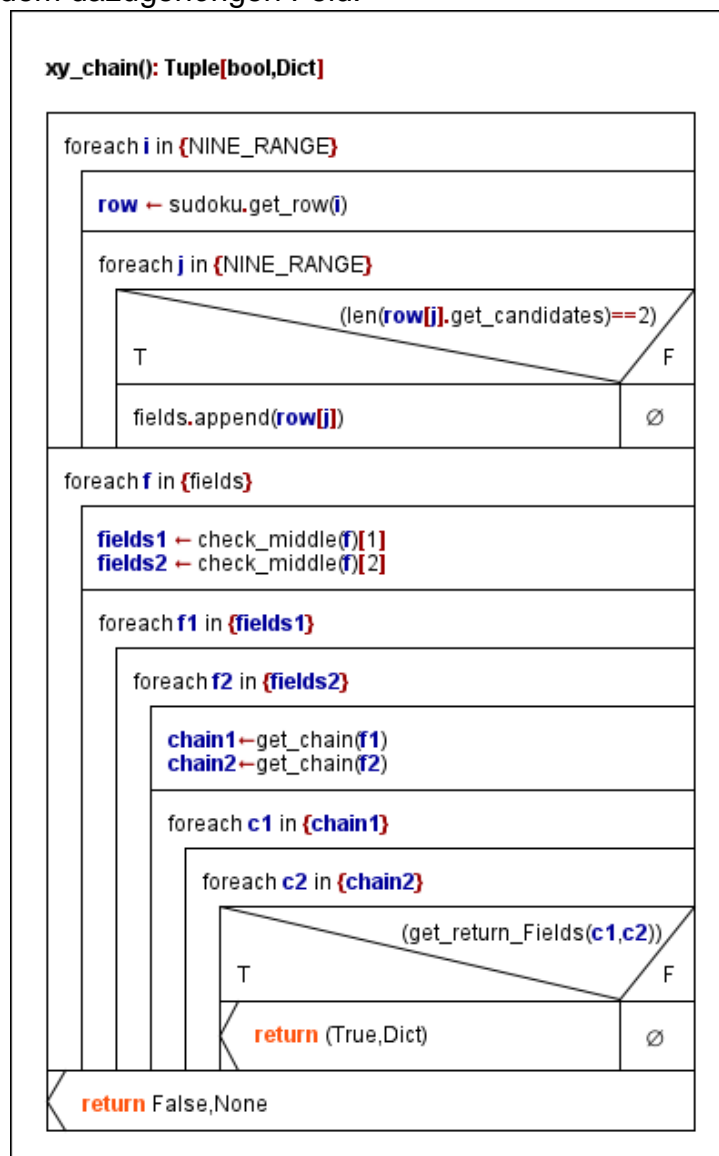 dem dazugehörigen Feld.
xy_chain(): Tuple[bool,Dict]
foreach i in {NINE_RANGE}
row ← sudoku.get_row(i)
foreach j in {NINE_RANGE}
(len(row[j].get_candidates)==2)
T F
fields.append(row[j]) ∅
foreach f in {fields}
fields1 ← check_middle(f)[1]
fields2 ← check_middle(f)[2]
foreach f1 in {fields1}
foreach f2 in {fields2}
chain1←get_chain(f1)
chain2←get_chain(f2)
foreach c1 in {chain1}
foreach c2 in {chain2}
(get_return_Fields(c1,c2))
T F
return (True,Dict) ∅
return False,None